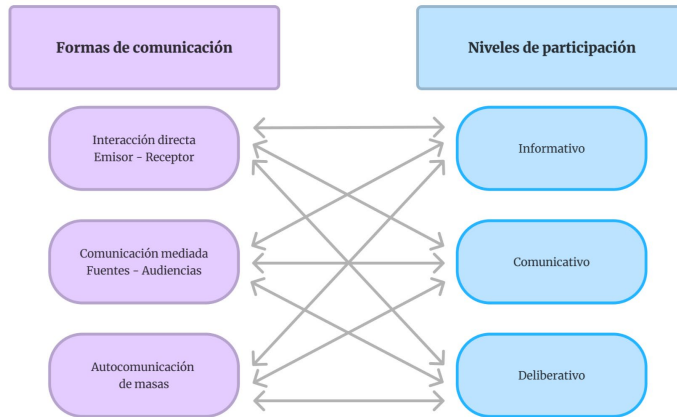 Formas de comunicación
Niveles de participación
Interacción directa
Emisor - Receptor
Informativo
Comunicación mediada
Fuentes - Audiencias
Comunicativo
Autocomunicación
de masas
Deliberativo